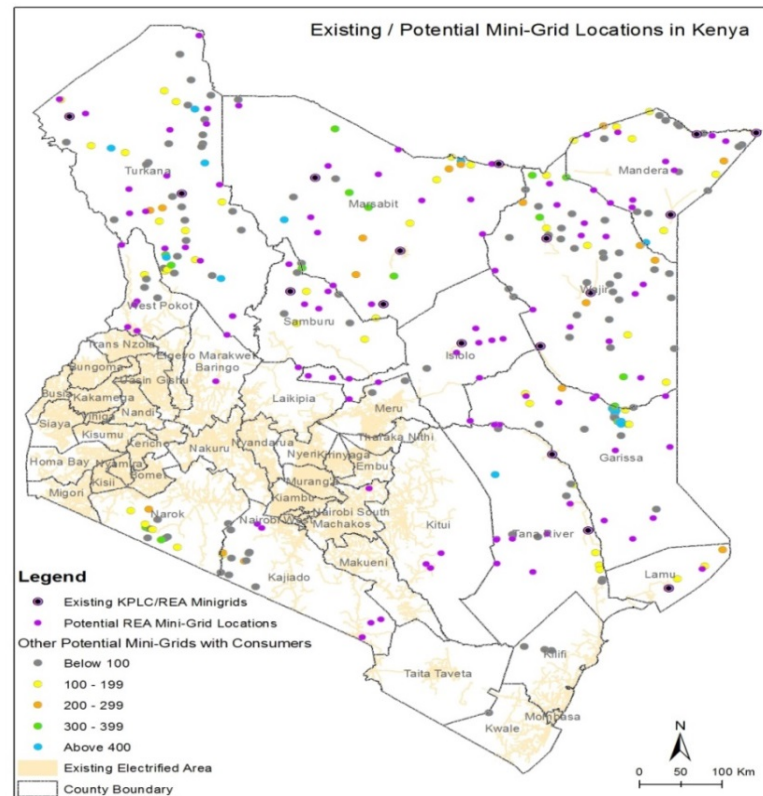 Existing / Potential Mini-Grid Locations in Kenya
Turkana
Mandera
Marsabit
Wajir
West Pokot
Samburu
Isiolo
Trans Nzoia
Elgeyo Marakwet
Baringo
Bungoma
Uasin Gishu
Laikipia
Busia
Kakamega
Meru
Nandi
Vihiga
Siaya
Kisumu
Tharaka Nithi
Garissa
Kericho
Nyandarua
Nakuru
Nyeri
Kirinyaga
Embu
Homa Bay
Nyamira
Kisii
Bomet
Murang'a
Migori
Kiambu
Narok
Nairobi West
Nairobi South
Machakos
Kitui
Tana River
Kajiado
Makueni
Lamu
Kilifi
Taita Taveta
Mombasa
Kwale
Legend
Existing KPLC/REA Minigrids
Potential REA Mini-Grid Locations
Other Potential Mini-Grids with Consumers
Below 100
100 - 199
200 - 299
300 - 399
Above 400
Existing Electrified Area
County Boundary
N
0 50 100 Km